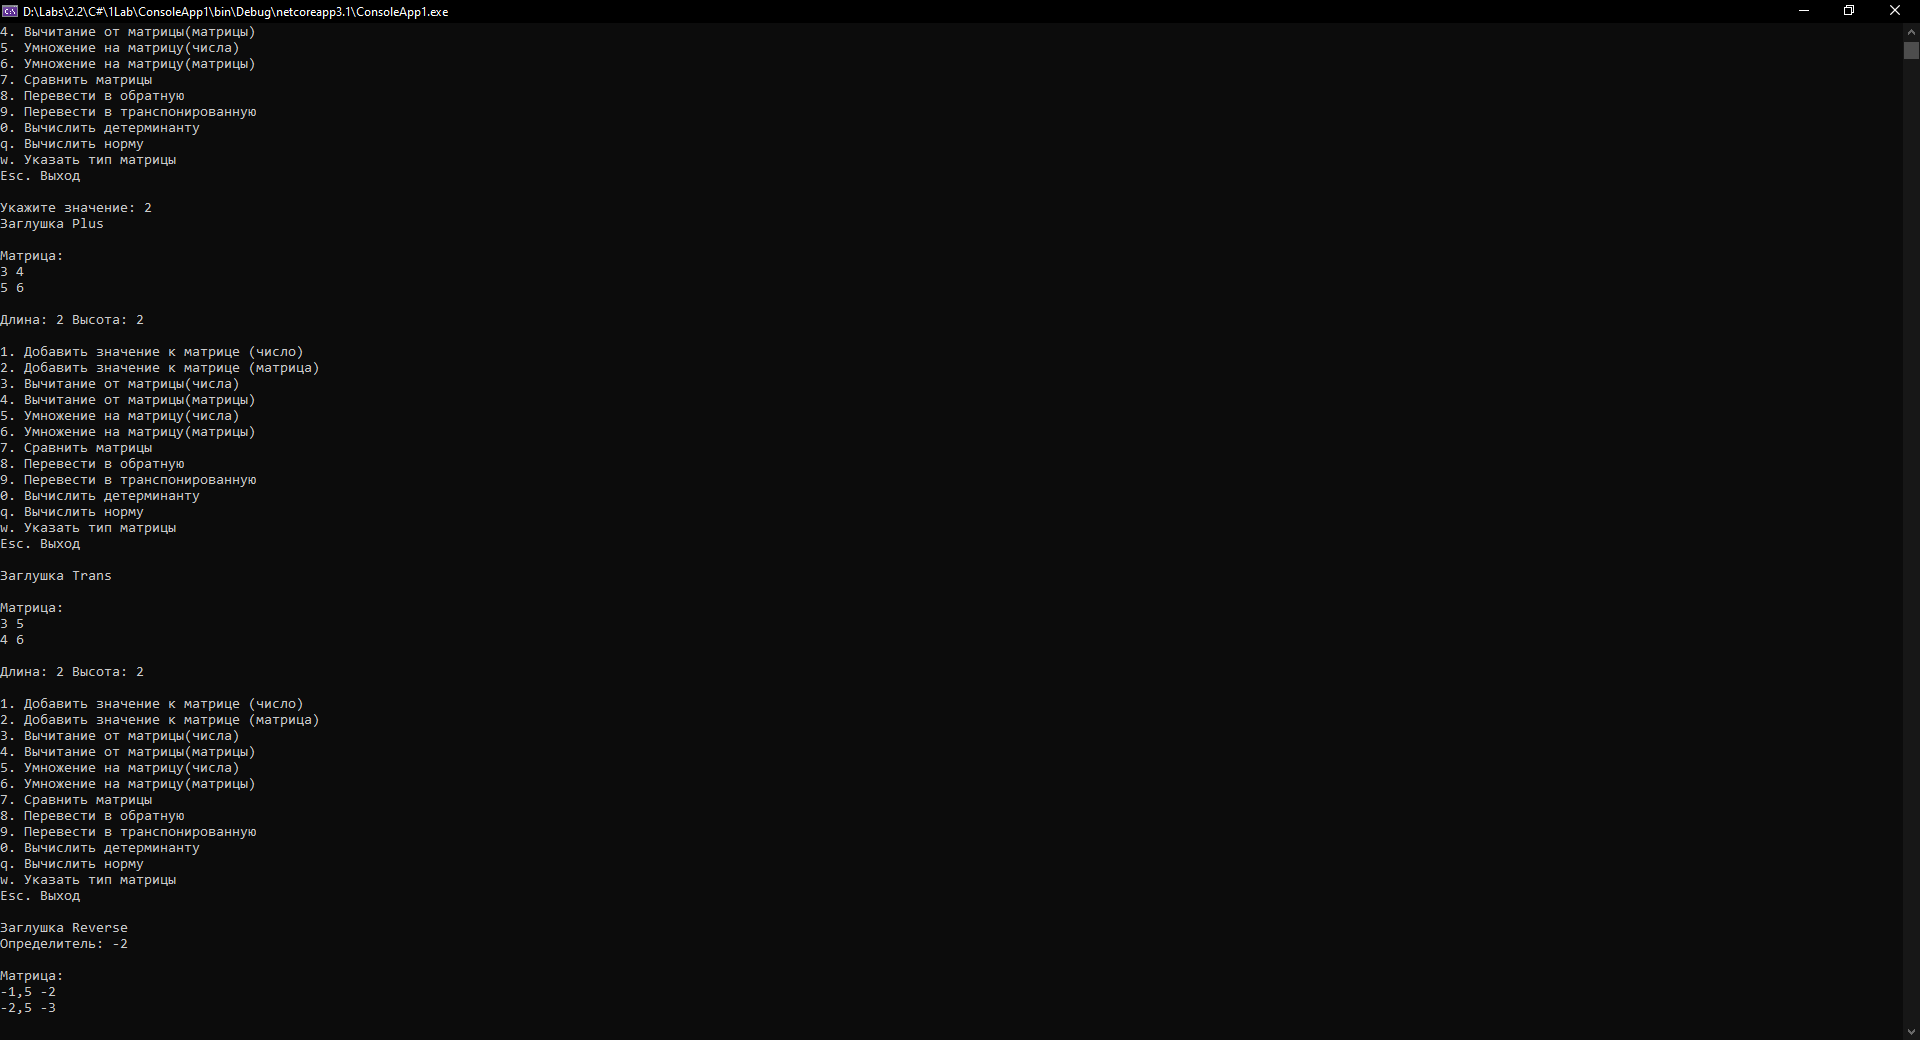 D:\Labs\2.2\C#\1Lab\ConsoleApp1\bin\Debug\netcoreapp3.1\ConsoleApp1.exe
4. Вычитание от матрицы(матрицы)
5. Умножение на матрицу(числа)
6. Умножение на матрицу(матрицы)
7. Сравнить матрицы
8. Перевести в обратную
9. Перевести в транспонированную
0. Вычислить детерминанту
q. Вычислить норму
w. Указать тип матрицы
Esc. Выход
Укажите значение: 2
Заглушка Plus
Матрица:
3 4
5 6
Длина: 2 Высота: 2
1. Добавить значение к матрице (число)
2. Добавить значение к матрице (матрица)
3. Вычитание от матрицы(числа)
4. Вычитание от матрицы(матрицы)
5. Умножение на матрицу(числа)
6. Умножение на матрицу(матрицы)
7. Сравнить матрицы
8. Перевести в обратную
9. Перевести в транспонированную
0. Вычислить детерминанту
q. Вычислить норму
w. Указать тип матрицы
Esc. Выход
Заглушка Trans
Матрица:
3 5
4 6
Длина: 2 Высота: 2
1. Добавить значение к матрице (число)
2. Добавить значение к матрице (матрица)
3. Вычитание от матрицы(числа)
4. Вычитание от матрицы(матрицы)
5. Умножение на матрицу(числа)
6. Умножение на матрицу(матрицы)
7. Сравнить матрицы
8. Перевести в обратную
9. Перевести в транспонированную
0. Вычислить детерминанту
q. Вычислить норму
w. Указать тип матрицы
Esc. Выход
Заглушка Reverse
Определитель: -2
Матрица:
-1,5 -2
-2,5 -3